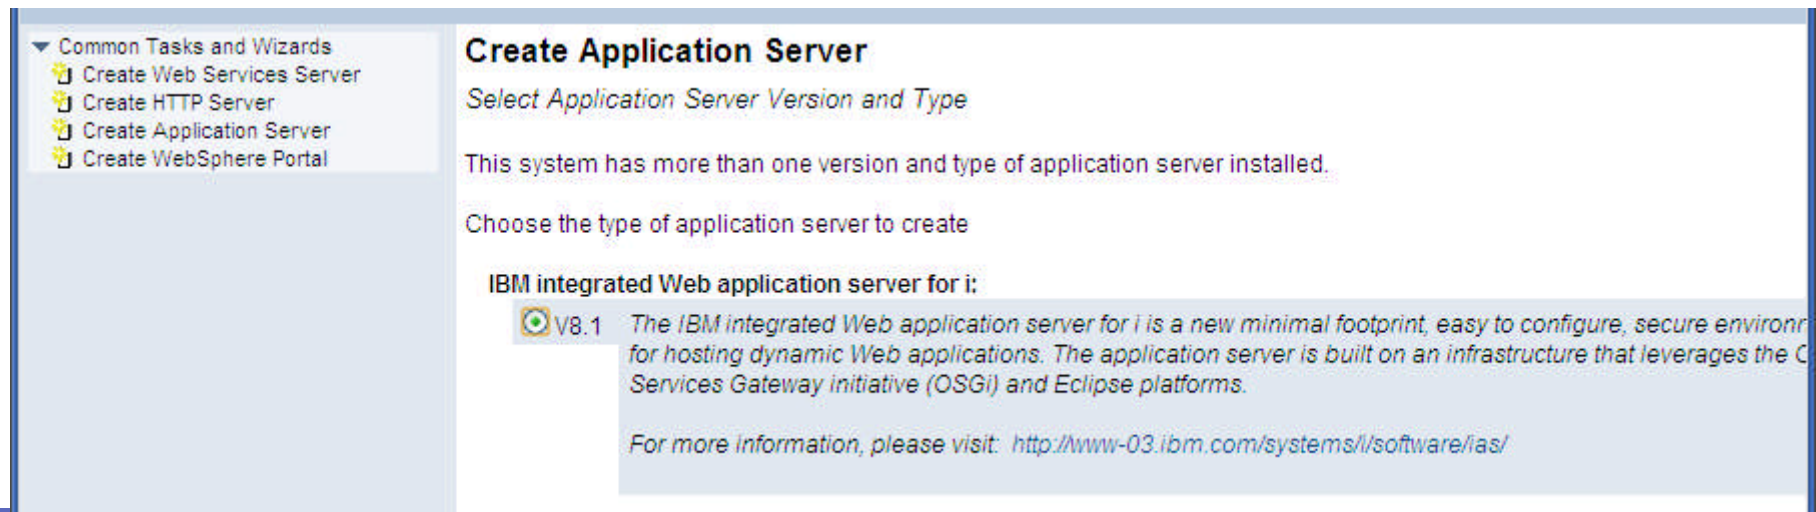 Common Tasks and Wizards
Create Web Services Server
Create HTTP Server
Create Application Server
Create WebSphere Portal
Create Application Server
Select Application Server Version and Type
This system has more than one version and type of application server installed.
Choose the type of application server to create
IBM integrated Web application server for i:
V8.1 The IBM integrated Web application server for i is a new minimal footprint, easy to configure, secure
for hosting dynamic Web applications. The application server is built on an infrastructure that leverages the
Services Gateway initiative (OSGi) and Eclipse platforms.
For more information, please visit: http://www-03.ibm.com/systems/i/software/ias/